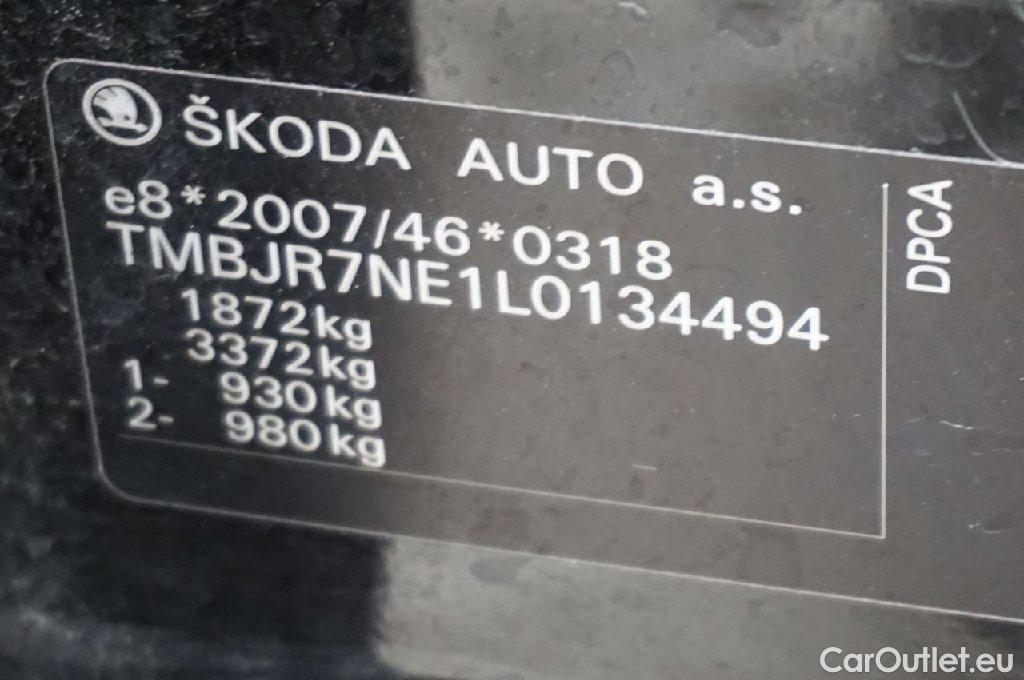 ŠKODA AUTO a.s.
e8*2007/46*0318
TMBJR7NE1L0134494
1872kg
3372kg
1- 930kg
2- 980kg
DPCA
CarOutlet.eu